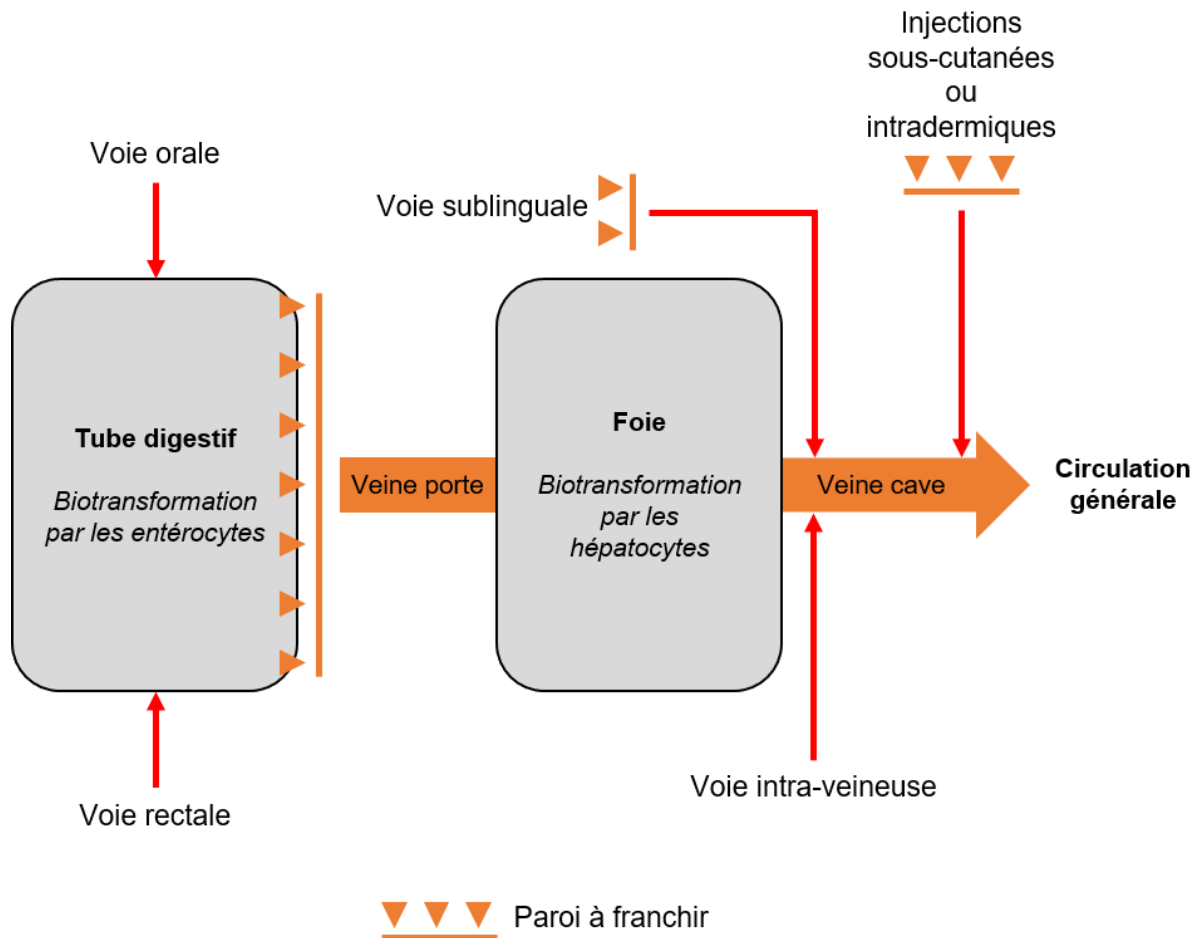 Injections
sous-cutanées
ou
intradermiques
Voie orale
Voie sublinguale
Tube digestif
Biotransformation
par les entérocytes
Veine porte
Foie
Biotransformation
par les
hépatocytes
Veine cave
Circulation
générale
Voie intra-veineuse
Voie rectale
Paroi à franchir